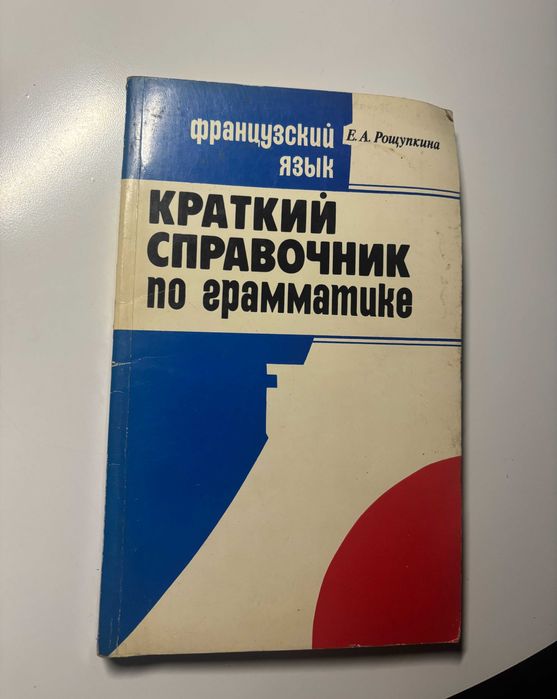 французский
язык
Е. А. Рощупкина
КРАТКИЙ
СПРАВОЧНИК
по грамматике